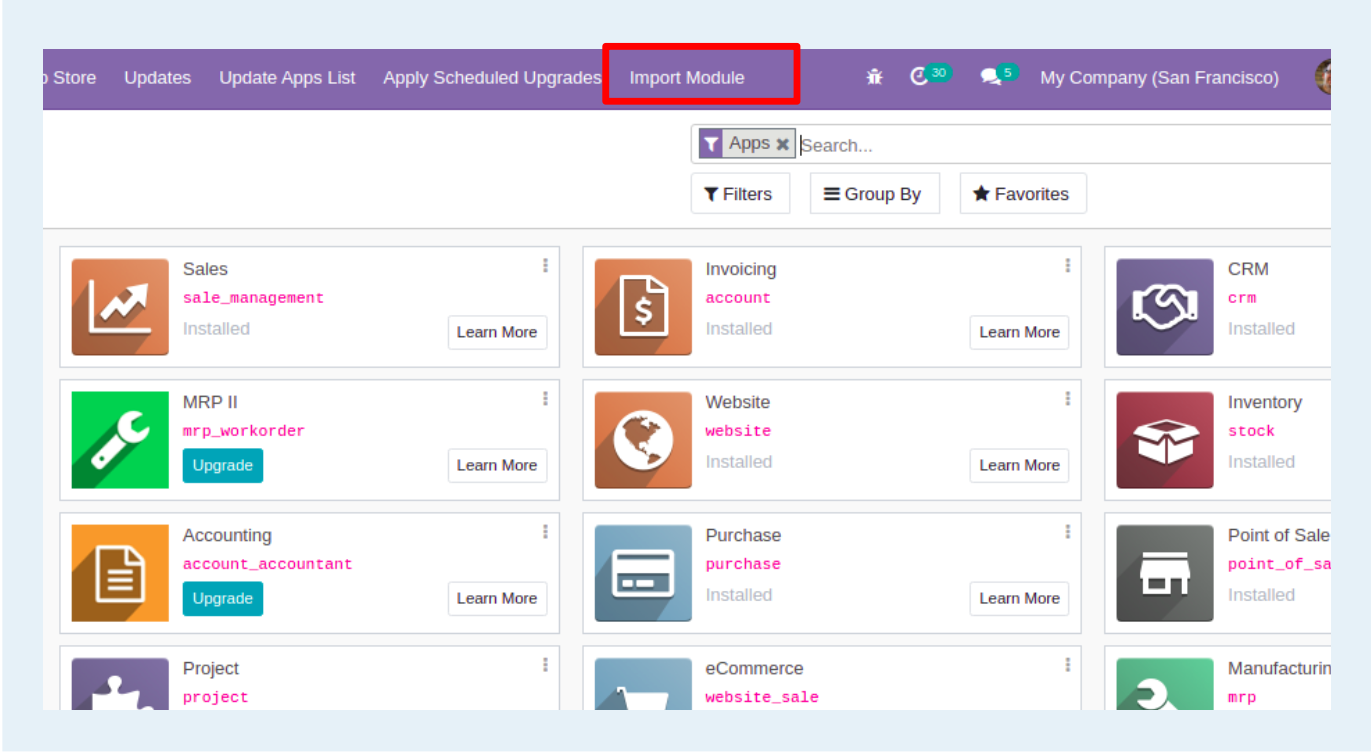 Store Updates Update Apps List Apply Scheduled Upgrades Import Module 30 5 My Company (San Francisco)
Apps Search...
Filters Group By Favorites
Sales
sale_management
Installed
Learn More
Invoicing
account
Installed
Learn More
CRM
crm
Installed
MRP II
mrp_workorder
Upgrade
Learn More
Website
website
Installed
Learn More
Inventory
stock
Installed
Accounting
account_accountant
Upgrade
Learn More
Purchase
purchase
Installed
Learn More
Point of Sale
point_of_sa
Installed
Project
project
eCommerce
website_sale
Manufacturin
mrp